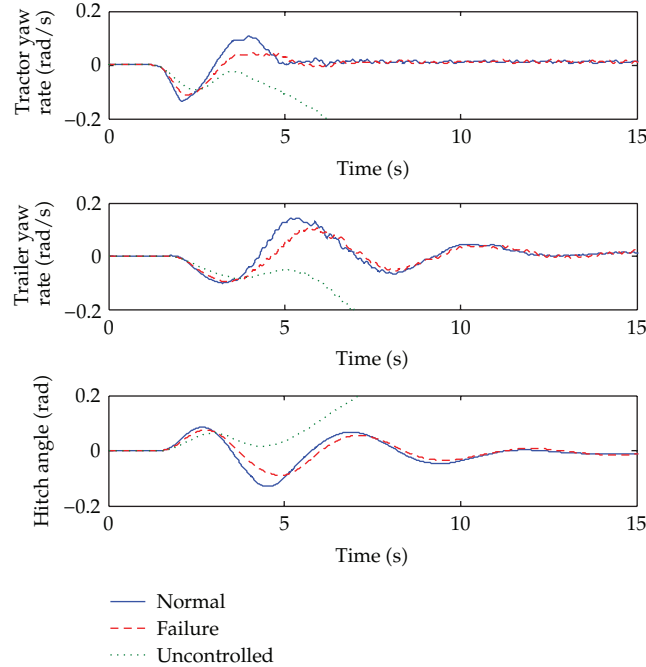 Tractor yaw
rate (rad/s)
0.2
0
−0.2
0 5 10 15
Time (s)
Trailer yaw
rate (rad/s)
0.2
0
−0.2
0 5 10 15
Time (s)
Hitch angle (rad)
0.2
0
−0.2
0 5 10 15
Time (s)
Normal
Failure
Uncontrolled